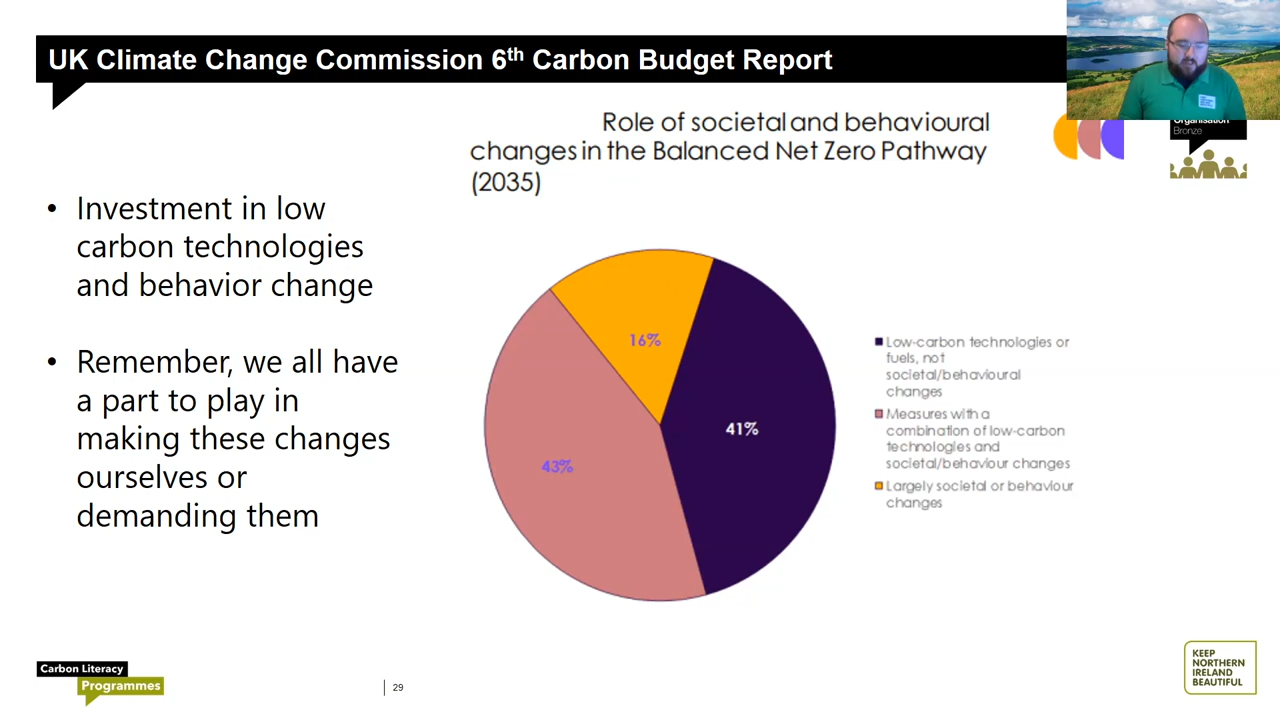 UK Climate Change Commission 6th Carbon Budget Report
Role of societal and behavioural
changes in the Balanced Net Zero Pathway
(2035)
• Investment in low
carbon technologies
and behavior change
• Remember, we all have
a part to play in
making these changes
ourselves or
demanding them
16%
41%
43%
Low-carbon technologies or
fuels, not
societal/behavioural
changes
Measures with a
combination of low-carbon
technologies and
societal/behaviour changes
Largely societal or behaviour
changes
Organisation
Bronze
Carbon Literacy
Programmes
29
KEEP
NORTHERN
IRELAND
BEAUTIFUL